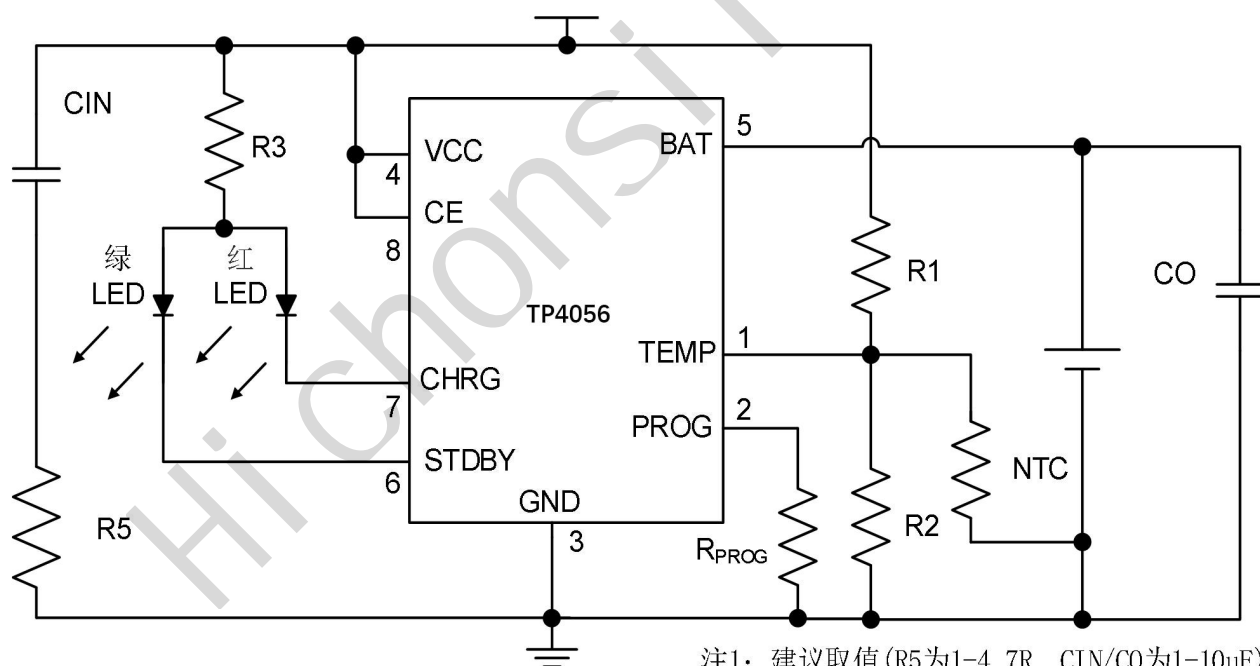 CIN
R3
VCC
4
CE
8
BAT
5
绿
LED
红
LED
R1
CO
TP4056
TEMP
1
CHRG
7
PROG
2
STDBY
6
NTC
GND
3
R5
RPROG
R2
Hi chonsi
注1：建议取值(R5为1-4.7R, CIN/CO为1-10uF)